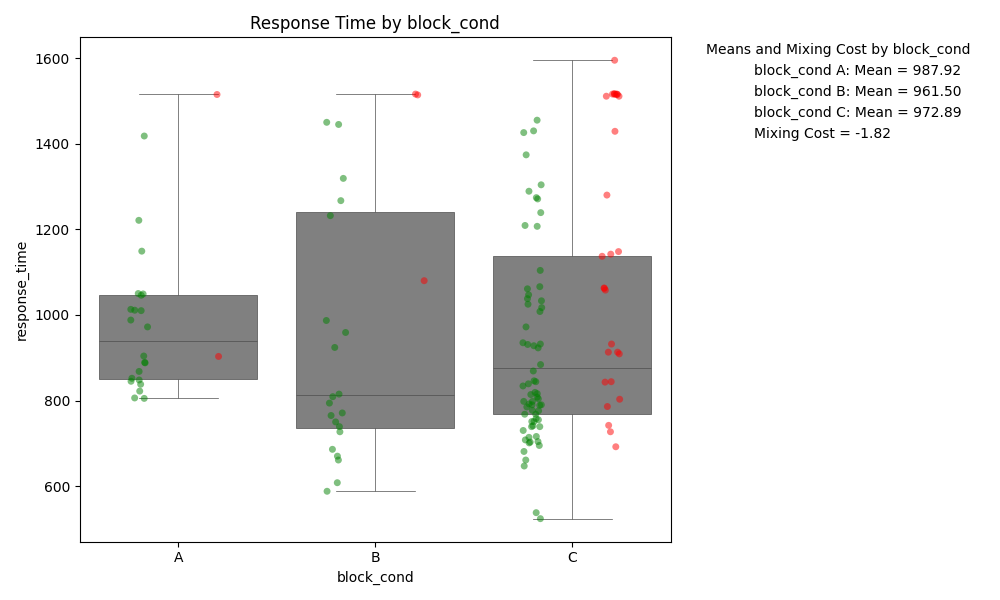 Response Time by block_cond
Means and Mixing Cost by block_cond
block_cond A: Mean = 987.92
block_cond B: Mean = 961.50
block_cond C: Mean = 972.89
Mixing Cost = -1.82
response_time
1600
1400
1200
1000
800
600
A B C
block_cond